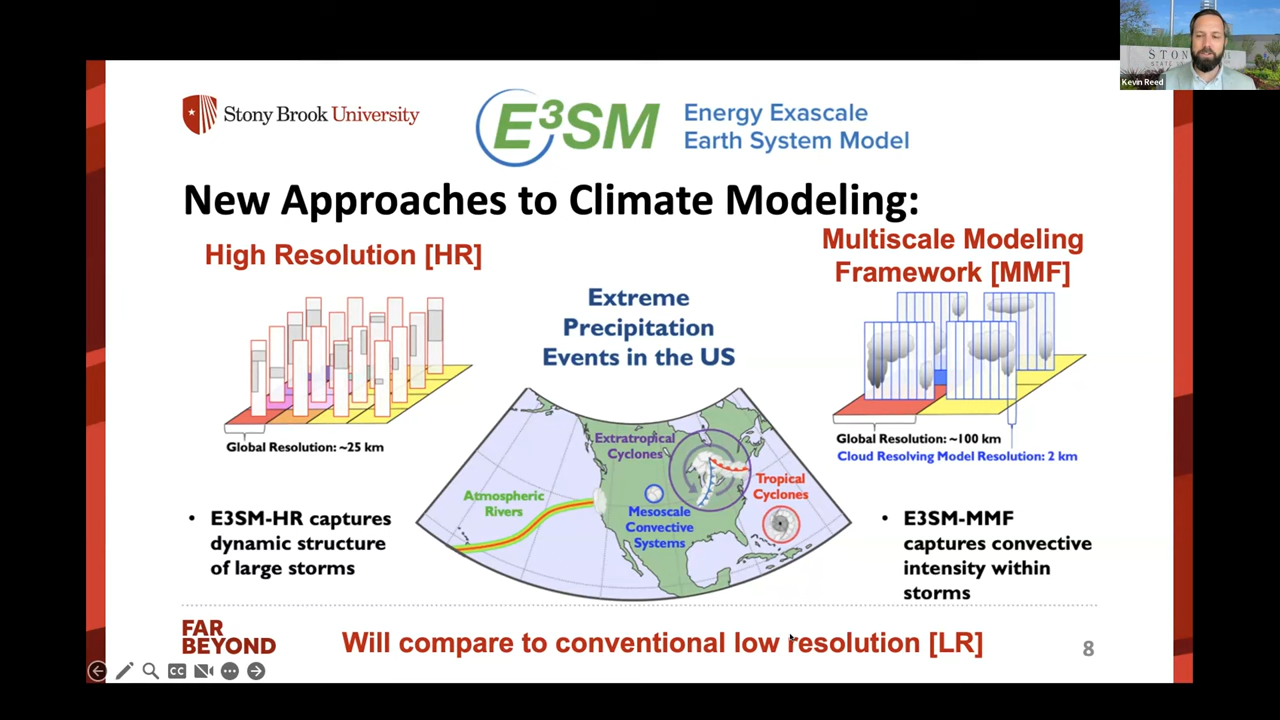 STON
Kevin Reed
Stony Brook University
E³SM
Energy Exascale
Earth System Model
New Approaches to Climate Modeling:
High Resolution [HR]
Multiscale Modeling
Framework [MMF]
Extreme
Precipitation
Events in the US
Global Resolution: ~25 km
Global Resolution: ~100 km
Cloud Resolving Model Resolution: 2 km
Extratropical
Cyclones
Atmospheric
Rivers
Mesoscale
Convective
Systems
Tropical
Cyclones
• E3SM-HR captures
dynamic structure
of large storms
• E3SM-MMF
captures convective
intensity within
storms
FAR
BEYOND
Will compare to conventional low resolution [LR]
8
CC